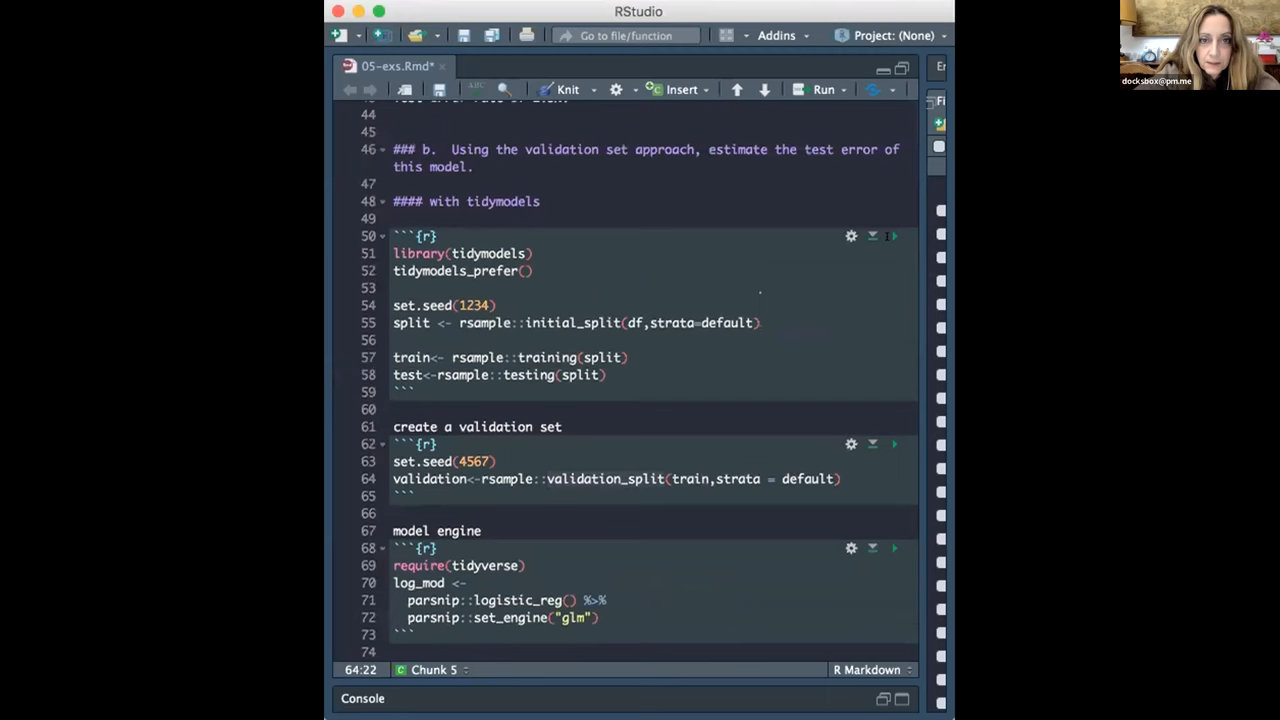 RStudio
Go to file/function
Addins
Project: (None)
05-exs.Rmd*
Knit
Insert
Run
44
45
46 ### b. Using the validation set approach, estimate the test error of
this model.
47
48 #### with tidymodels
49
50 ```{r}
51 library(tidymodels)
52 tidymodels_prefer()
53
54 set.seed(1234)
55 split <- rsample::initial_split(df,strata=default)
56
57 train<- rsample::training(split)
58 test<-rsample::testing(split)
59 ```
60
61 create a validation set
62 ```{r}
63 set.seed(4567)
64 validation<-rsample::validation_split(train,strata = default)
65 ```
66
67 model engine
68 ```{r}
69 require(tidyverse)
70 log_mod <-
71 parsnip::logistic_reg() %>%
72 parsnip::set_engine("glm")
73 ```
74
64:22
Chunk 5
R Markdown
Console
docksbox@pm.me